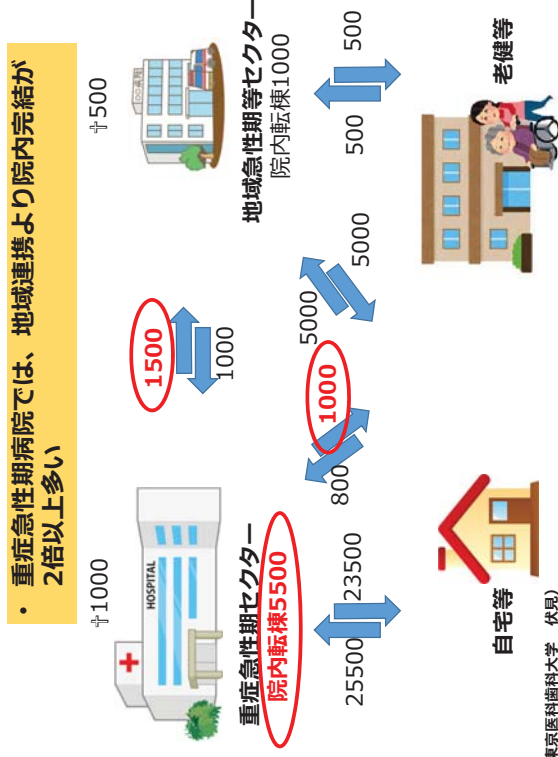 • 重症急性期病院では、地域連携より院内完結が
2倍以上多い
✞1000
✞500
HOSPITAL
重症急性期セクター
院内転棟5500
1500
1000
地域急性期等セクター
院内転棟1000
25500
23500
800
1000
5000
5000
500
500
自宅等
老健等
東京医科歯科大学 伏見)